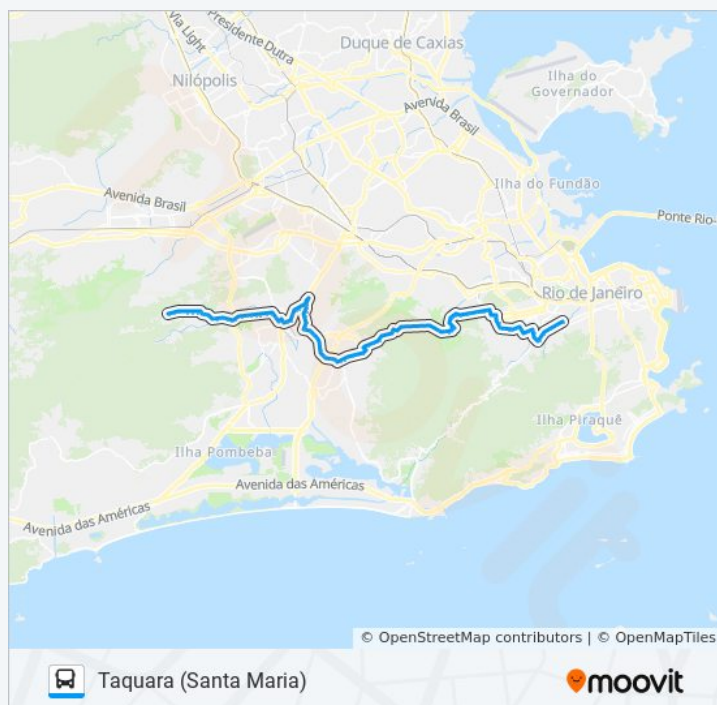 Duque de Caxias
Via Light
Presidente Dutra
Nilópolis
Ilha do
Governador
Avenida Brasil
Avenida Brasil
Ilha do Fundão
Ponte Rio-
Rio de Janeiro
Ilha Piraquê
Ilha Pombeba
Avenida das Américas
Avenida das Américas
© OpenStreetMap contributors | © OpenMapTiles
Taquara (Santa Maria)
moovit